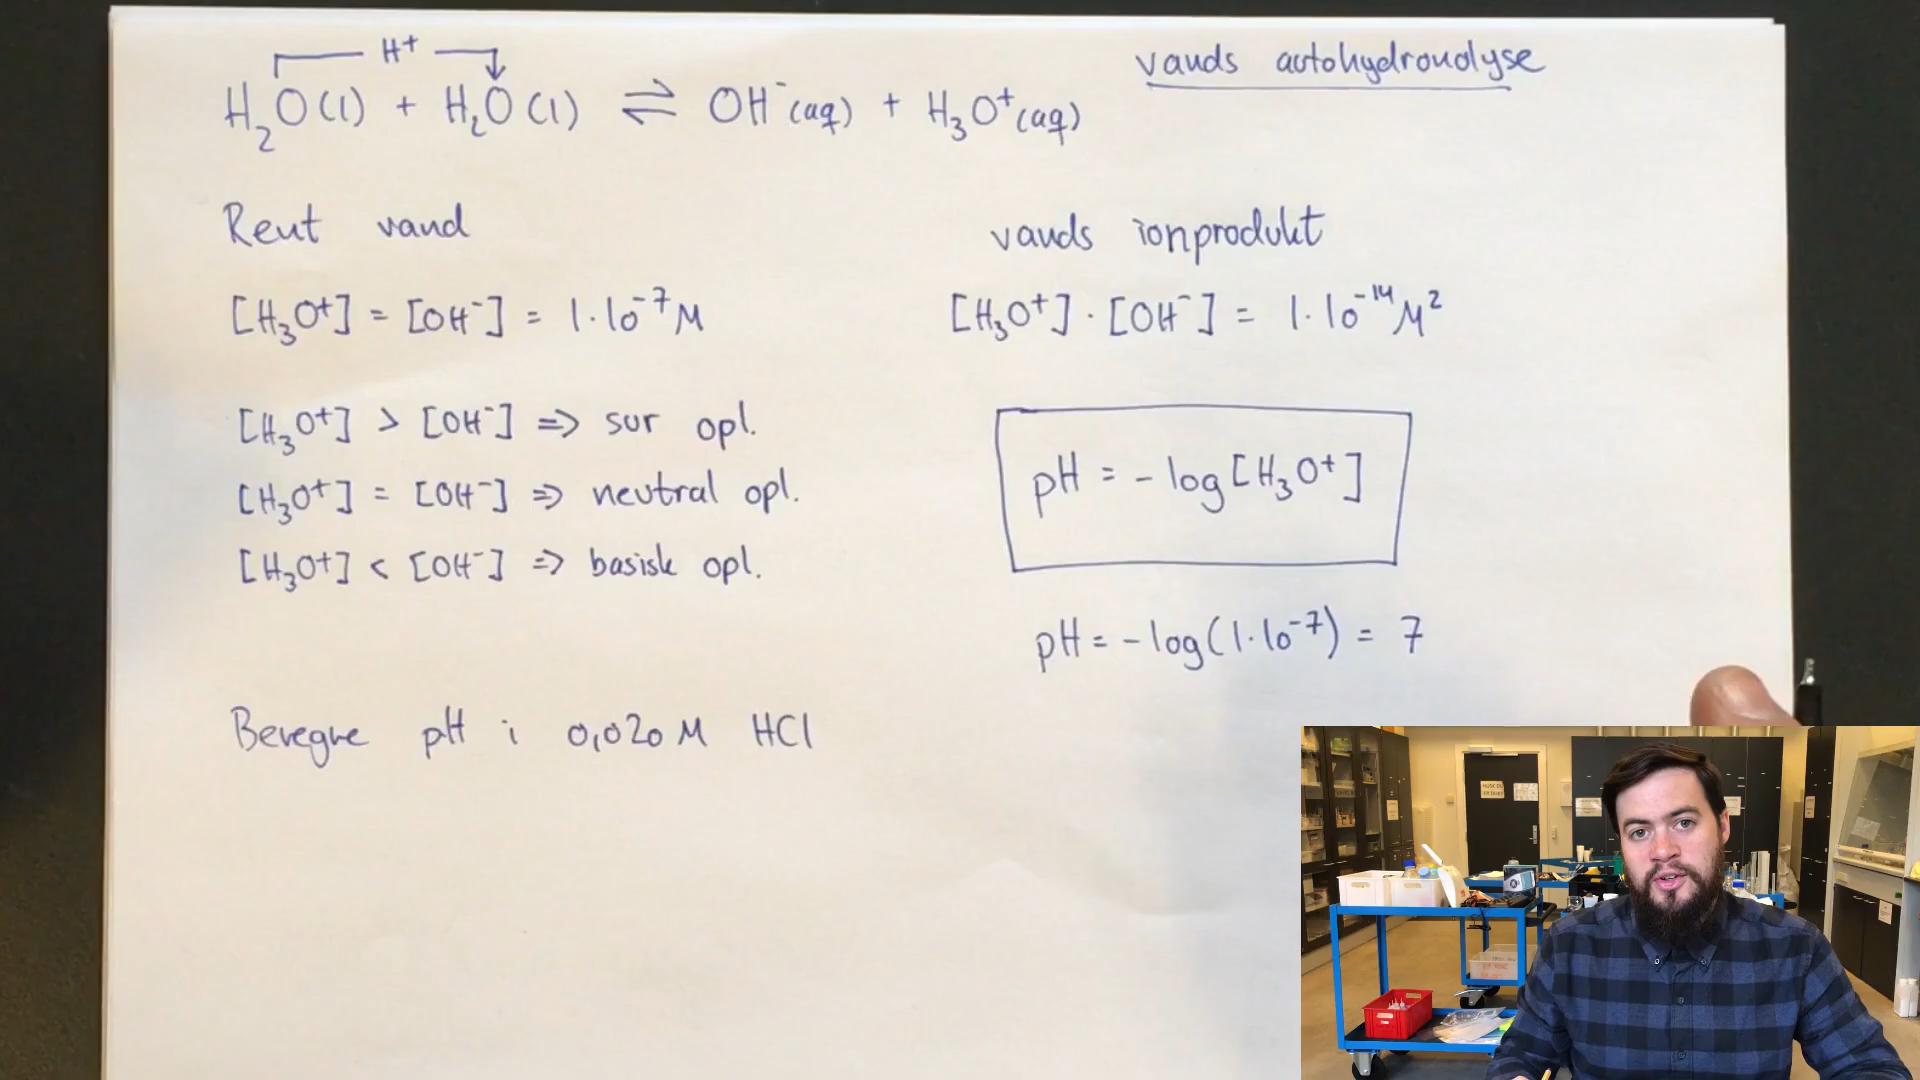 H⁺
vands autohydronolyse
H₂O(l) + H₂O(l) ⇌ OH⁻(aq) + H₃O⁺(aq)
Rent vand
vands ionprodukt
[H₃O⁺] = [OH⁻] = 1·10⁻⁷M
[H₃O⁺]·[OH⁻] = 1·10⁻¹⁴M²
[H₃O⁺] > [OH⁻] => sur opl.
[H₃O⁺] = [OH⁻] => neutral opl.
[H₃O⁺] < [OH⁻] => basisk opl.
pH = -log[H₃O⁺]
pH = -log(1·10⁻⁷) = 7
Beregne pH i 0,020 M HCl